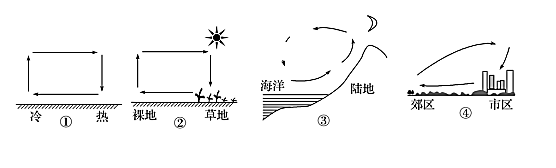 冷 ① 热
裸地 ② 草地
海洋 陆地
③
郊区 ④ 市区